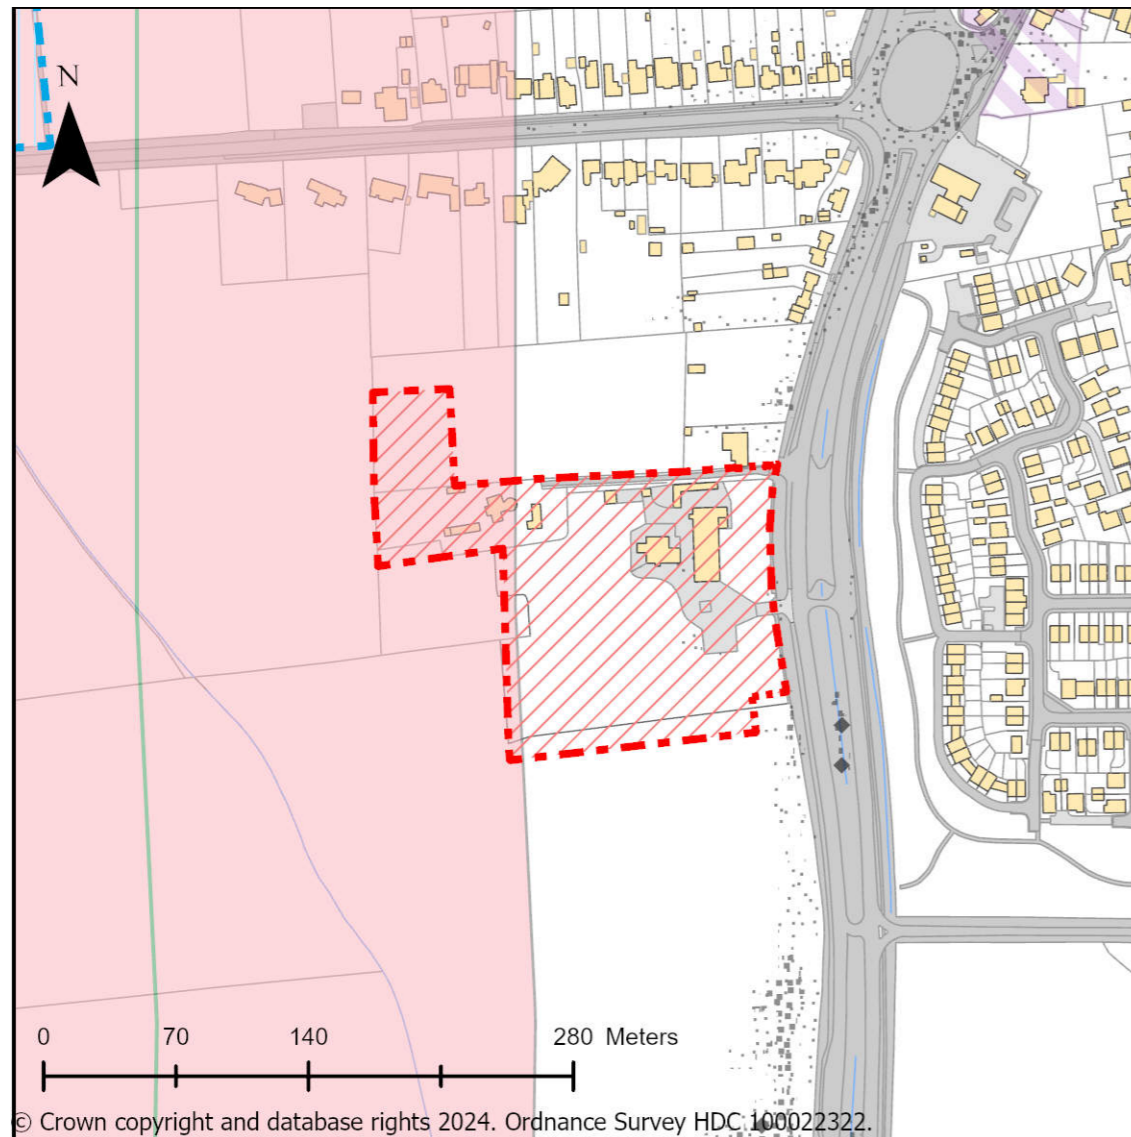 N
0 70 140 280 Meters
© Crown copyright and database rights 2024. Ordnance Survey HDC 100022322.